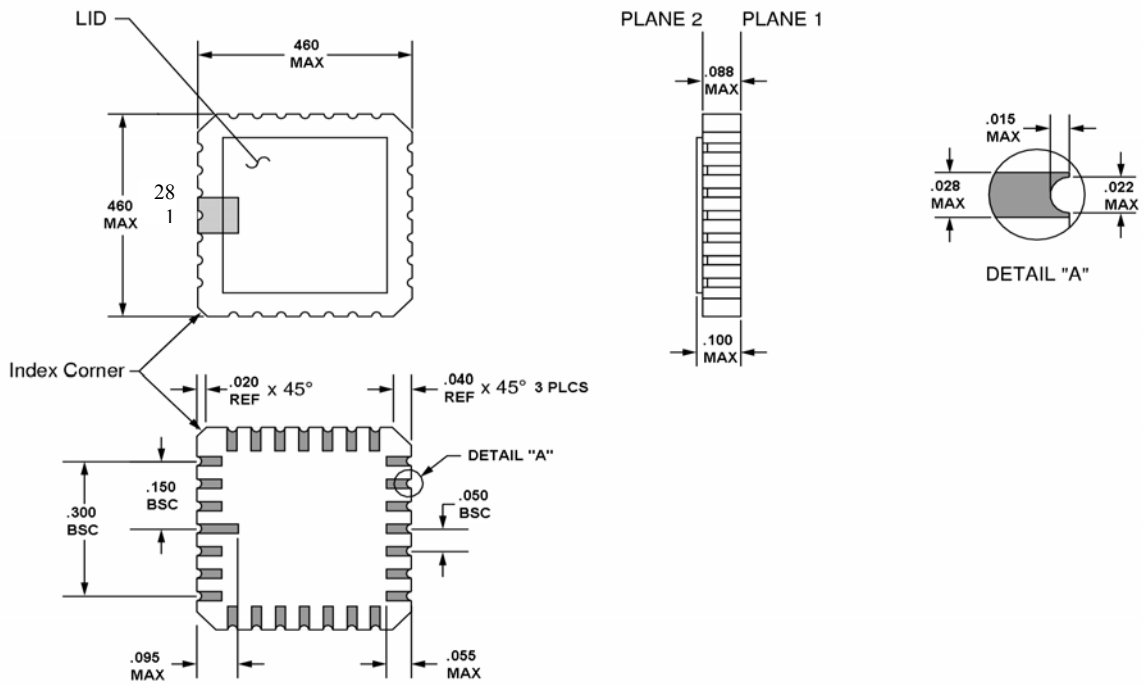 LID
460
MAX
460
MAX
28
1
PLANE 2
PLANE 1
.088
MAX
.100
MAX
.015
MAX
.028
MAX
.022
MAX
DETAIL "A"
Index Corner
.020
REF x 45°
.040
REF x 45° 3 PLCS
DETAIL "A"
.150
BSC
.300
BSC
.050
BSC
.095
MAX
.055
MAX